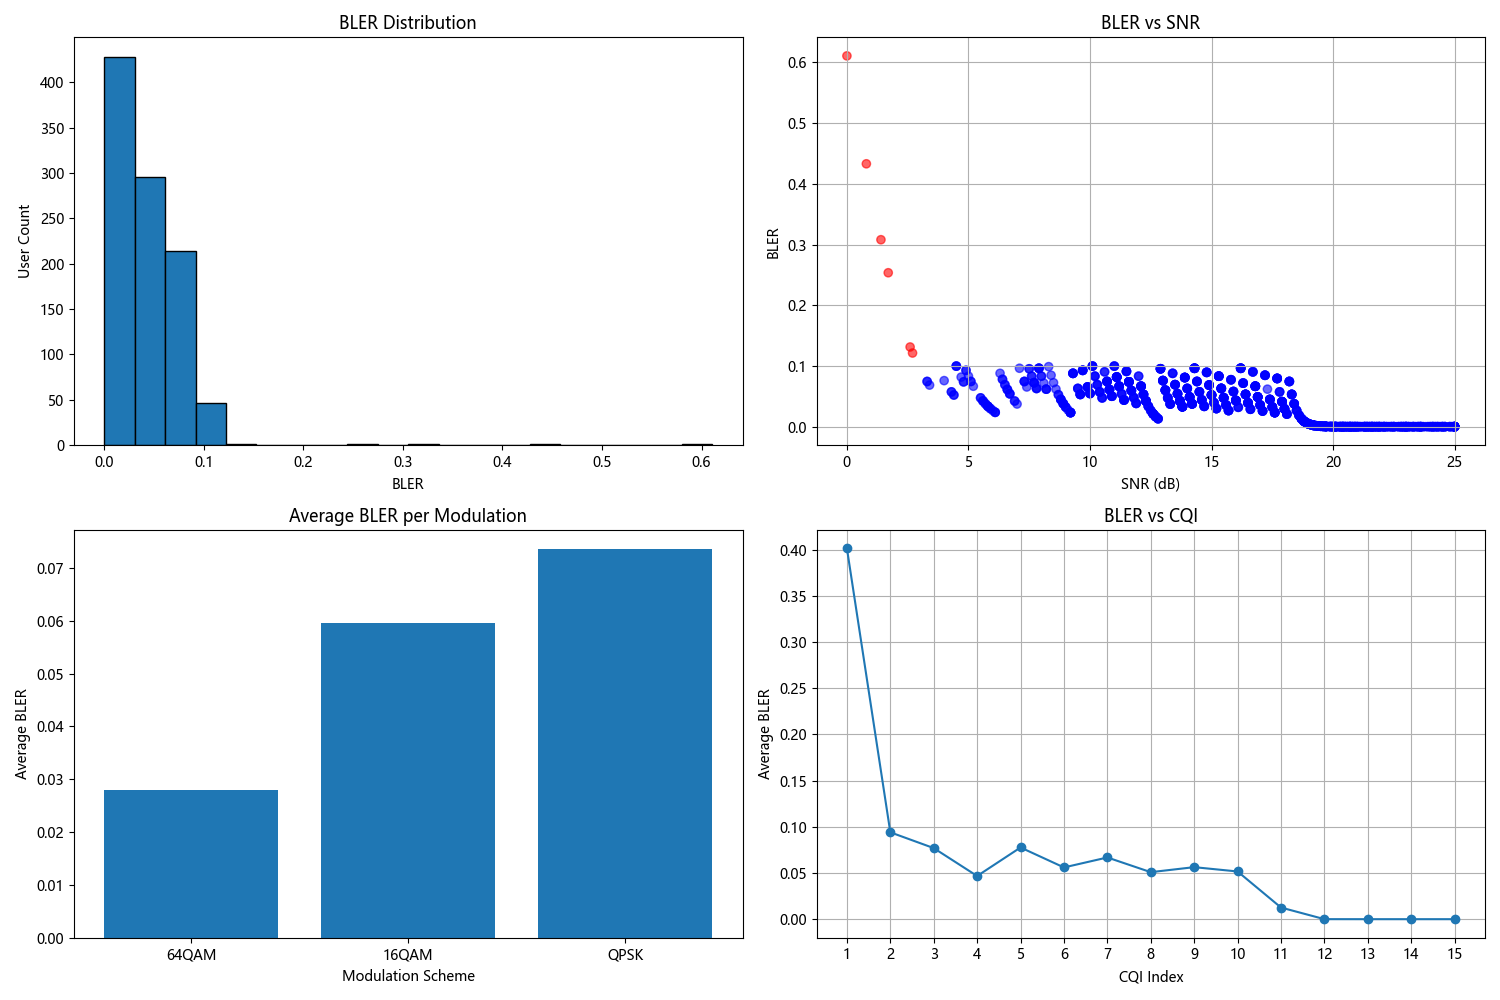 BLER Distribution
400
350
300
250
200
150
100
50
0
User Count
0.0 0.1 0.2 0.3 0.4 0.5 0.6
BLER
BLER vs SNR
0.6
0.5
0.4
0.3
0.2
0.1
0.0
BLER
0 5 10 15 20 25
SNR (dB)
Average BLER per Modulation
0.07
0.06
0.05
0.04
0.03
0.02
0.01
0.00
Average BLER
64QAM 16QAM QPSK
Modulation Scheme
BLER vs CQI
0.40
0.35
0.30
0.25
0.20
0.15
0.10
0.05
0.00
Average BLER
1 2 3 4 5 6 7 8 9 10 11 12 13 14 15
CQI Index